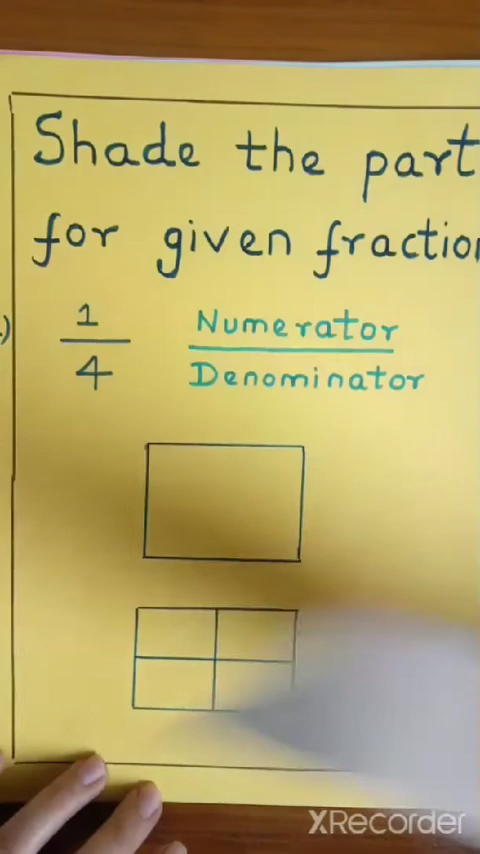 Shade the part
for given fraction
1
4
Numerator
Denominator
XRecorder